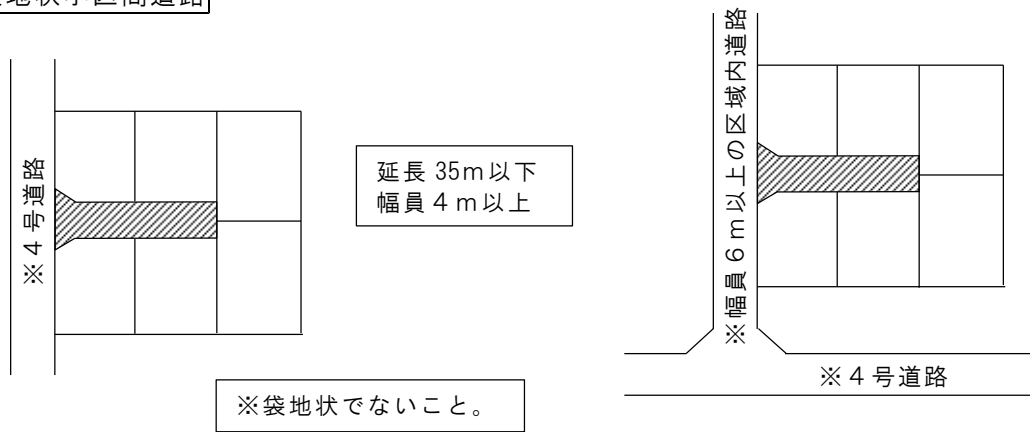 袋地状小区間道路
※４号道路
延長 35m以下
幅員４ｍ以上
※袋地状でないこと。
※幅員６ｍ以上の区域内道路
※４号道路